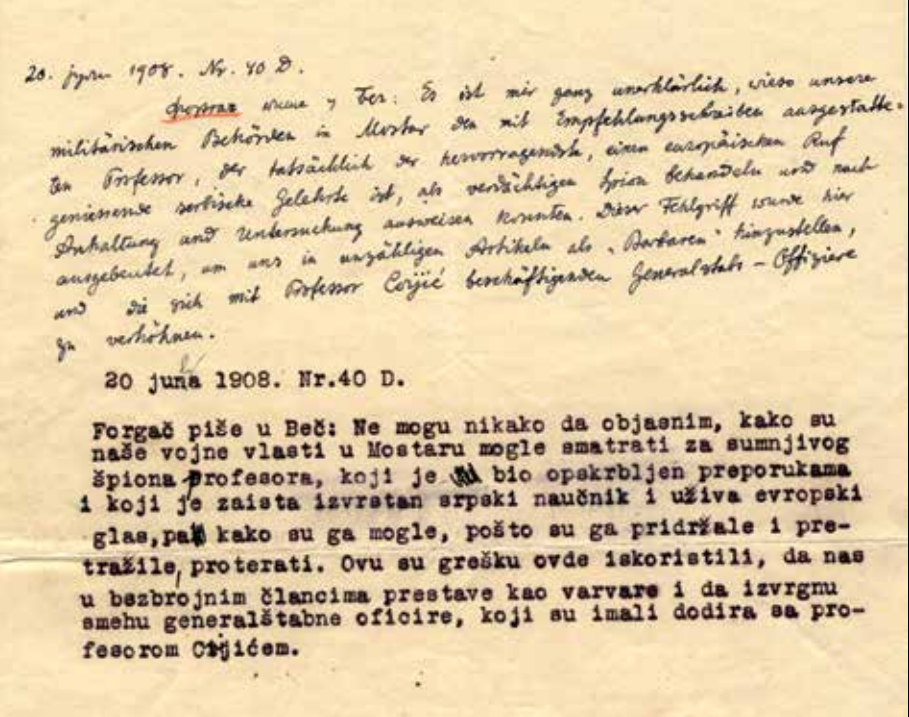 20. јуни 1908. Nr. 40 D.
Форгач пише у Беч: Es ist mir ganz unerklärlich, wieso unsere
militärischen Behörden in Mostar den mit Empfehlungsschreiben ausgestatte-
ten Professor, der tatsächlich der hervorragendste, einen europäischen Ruf
geniessende serbische Gelehrte ist, als verdächtigen Spion behandeln und nach
Anhaltung und Untersuchung ausweisen konnten. Dieser Fehlgriff wurde hier
ausgebeutet, um uns in unzähligen Artikeln als "Barbaren" hinzustellen,
und die sich mit Professor Cvijić beschäftigenden Generalstabs-Offiziere
zu verhöhnen.
20 juna 1908. Nr.40 D.
Forgač piše u Beč: Ne mogu nikako da objasnim, kako su
naše vojne vlasti u Mostaru mogle smatrati za sumnjivog
špiona profesora, koji je bio opskrbljen preporukama
i koji je zaista izvrstan srpski naučnik i uživa evropski
glas, pa kako su ga mogle, pošto su ga pridržale i pre-
tražile, proterati. Ovu su grešku ovde iskoristili, da nas
u bezbrojnim člancima prestave kao varvare i da izvrgnu
smehu generalštabne oficire, koji su imali dodira sa pro-
fesorom Cvijićem.